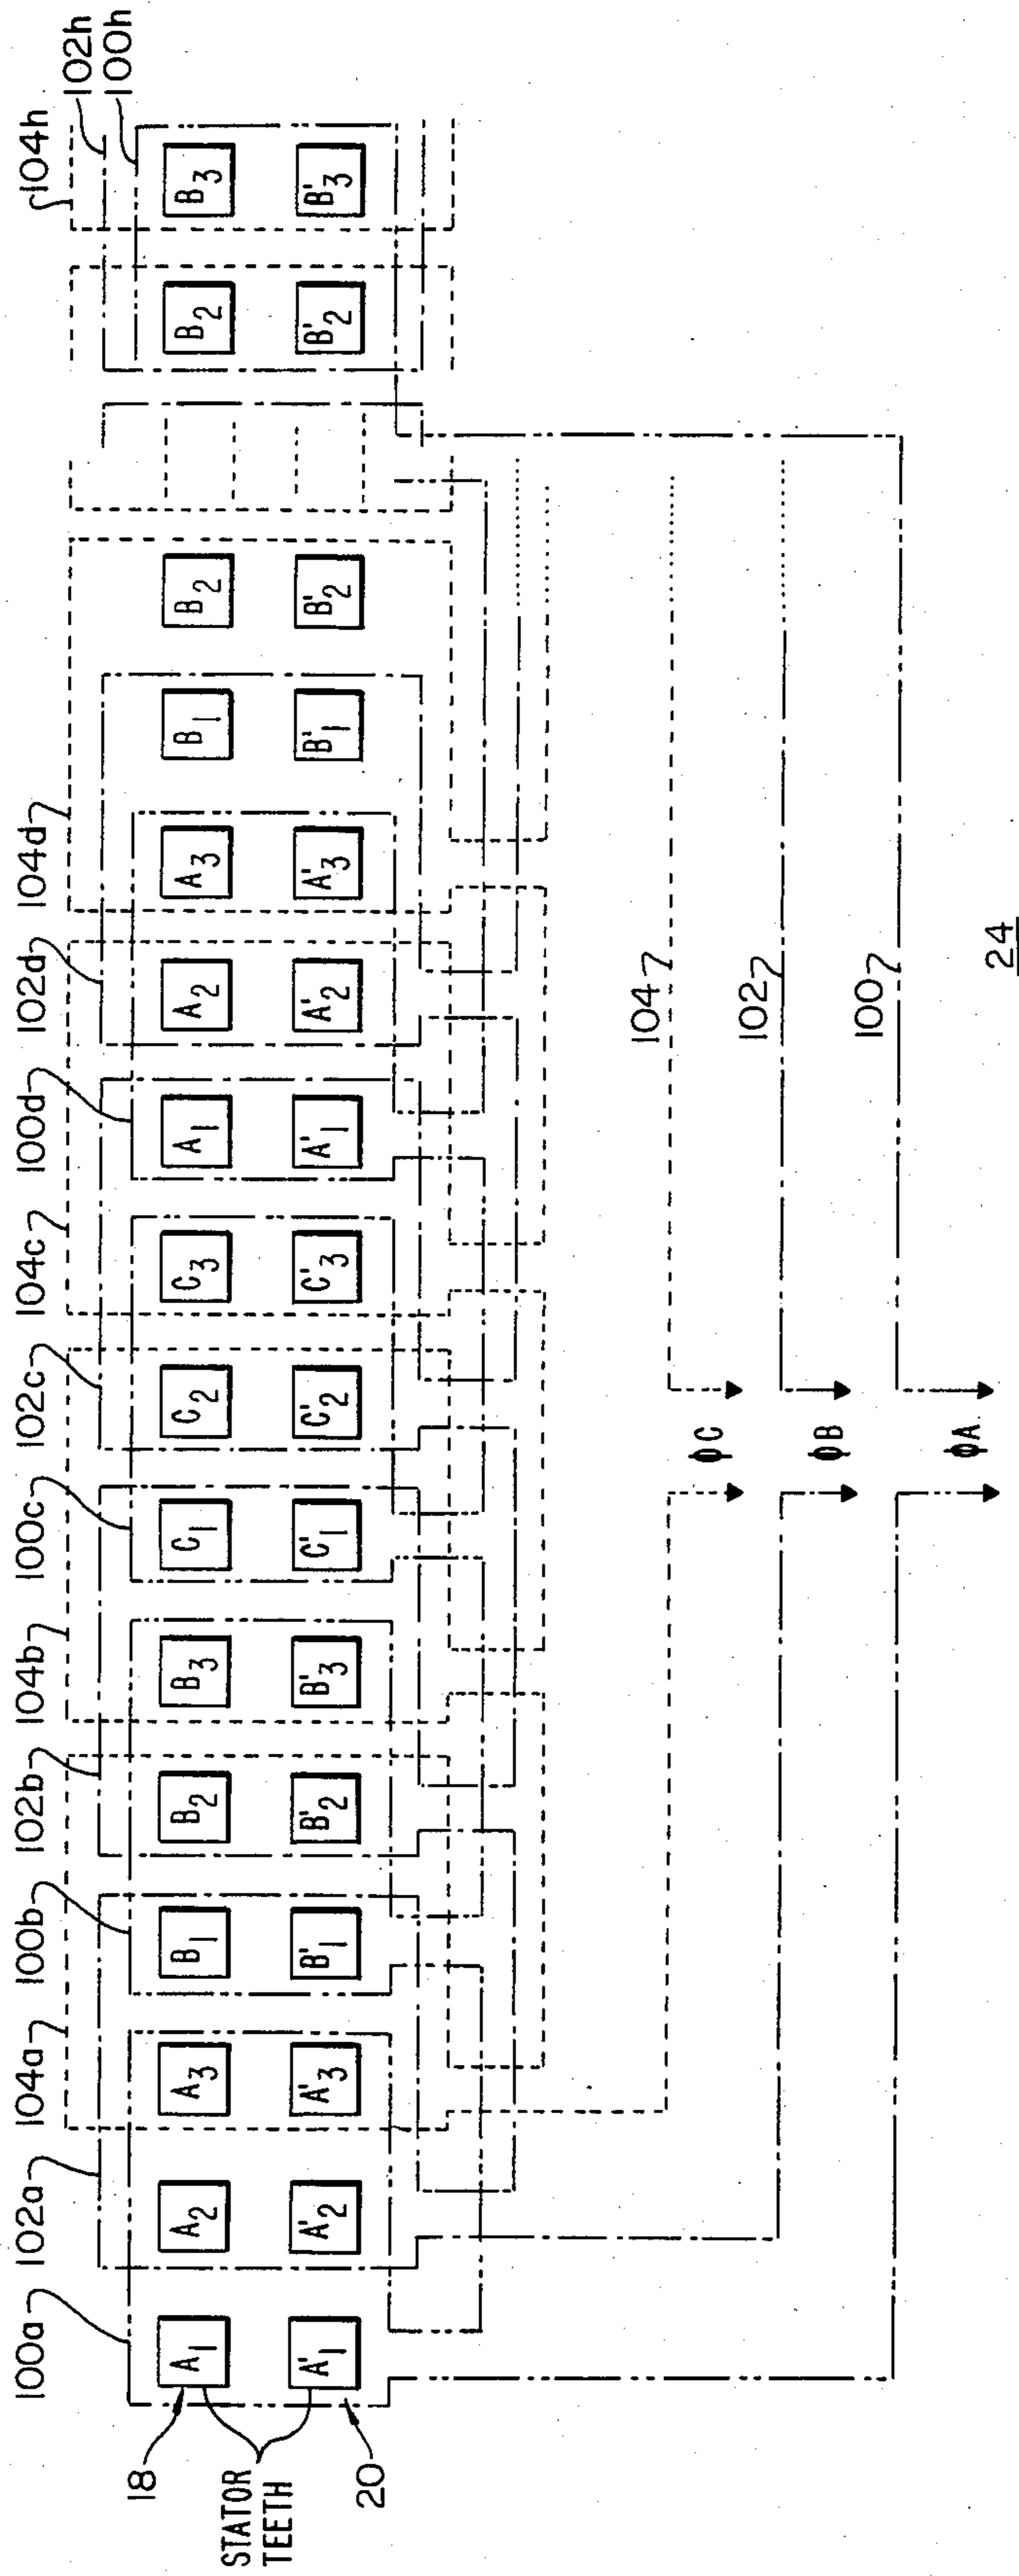 100a
102a
104a
100b
102b
104b
100c
102c
104c
100d
102d
104d
104h
102h
100h
18
STATOR
TEETH
20
A1 A2 A3 B1 B2 B3 C1 C2 C3 A1 A2 A3 B1 B2 B2 B3
A'1 A'2 A'3 B'1 B'2 B'3 C'1 C'2 C'3 A'1 A'2 A'3 B'1 B'2 B'2 B'3
104
102
100
ΦC
ΦB
ΦA
24